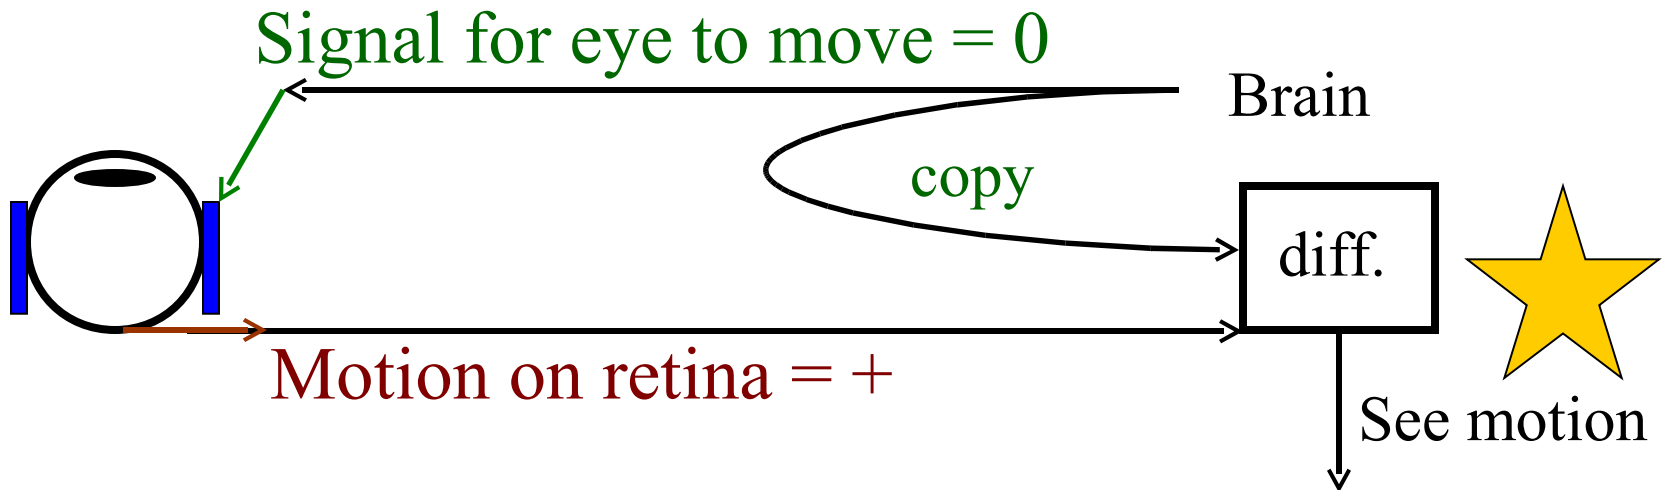 Signal for eye to move = 0
Brain
copy
diff.
Motion on retina = +
See motion